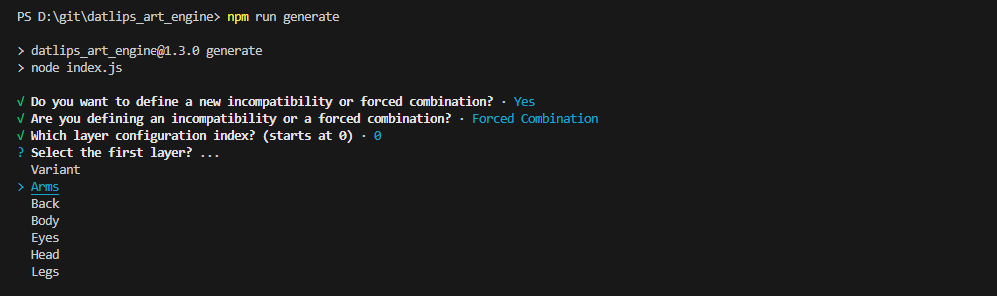 PS D:\git\datlips_art_engine> npm run generate
> datlips_art_engine@1.3.0 generate
> node index.js
√ Do you want to define a new incompatibility or forced combination? · Yes
√ Are you defining an incompatibility or a forced combination? · Forced Combination
√ Which layer configuration index? (starts at 0) · 0
? Select the first layer? ...
Variant
> Arms
Back
Body
Eyes
Head
Legs